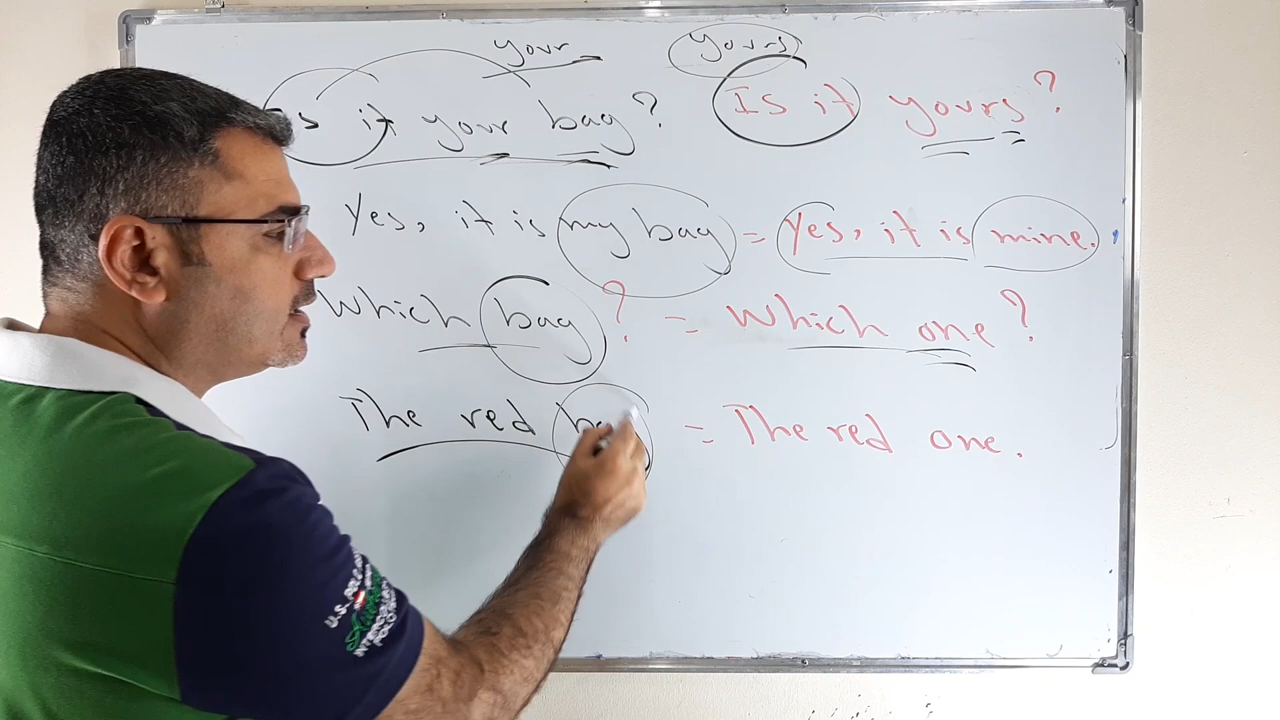 your yours
is it your bag? Is it yours?
Yes, it is my bag = Yes, it is mine.
Which bag? = Which one?
The red = The red one.
U.S. POLO